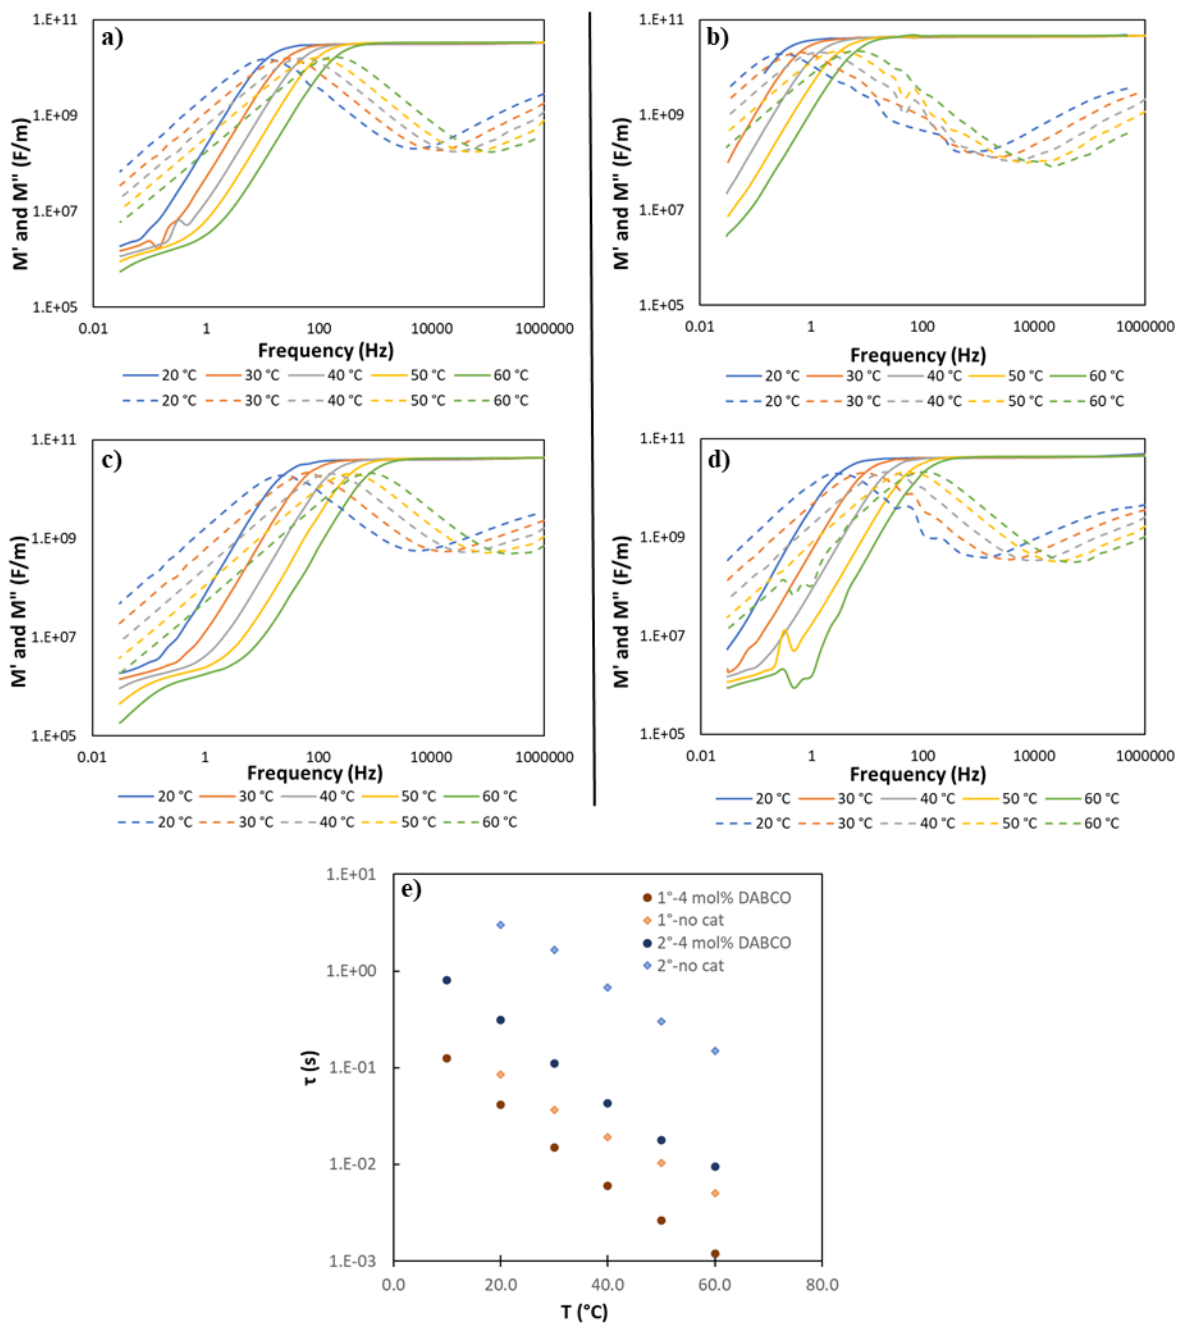 a)
1.E+11
1.E+09
1.E+07
1.E+05
M' and M" (F/m)
0.01 1 100 10000 1000000
Frequency (Hz)
20 °C 30 °C 40 °C 50 °C 60 °C
20 °C 30 °C 40 °C 50 °C 60 °C
b)
1.E+11
1.E+09
1.E+07
1.E+05
M' and M" (F/m)
0.01 1 100 10000 1000000
Frequency (Hz)
20 °C 30 °C 40 °C 50 °C 60 °C
20 °C 30 °C 40 °C 50 °C 60 °C
c)
1.E+11
1.E+09
1.E+07
1.E+05
M' and M" (F/m)
0.01 1 100 10000 1000000
Frequency (Hz)
20 °C 30 °C 40 °C 50 °C 60 °C
20 °C 30 °C 40 °C 50 °C 60 °C
d)
1.E+11
1.E+09
1.E+07
1.E+05
M' and M" (F/m)
0.01 1 100 10000 1000000
Frequency (Hz)
20 °C 30 °C 40 °C 50 °C 60 °C
20 °C 30 °C 40 °C 50 °C 60 °C
e)
1.E+01
1.E+00
1.E-01
1.E-02
1.E-03
τ (s)
1°-4 mol% DABCO
1°-no cat
2°-4 mol% DABCO
2°-no cat
0.0 20.0 40.0 60.0 80.0
T (°C)